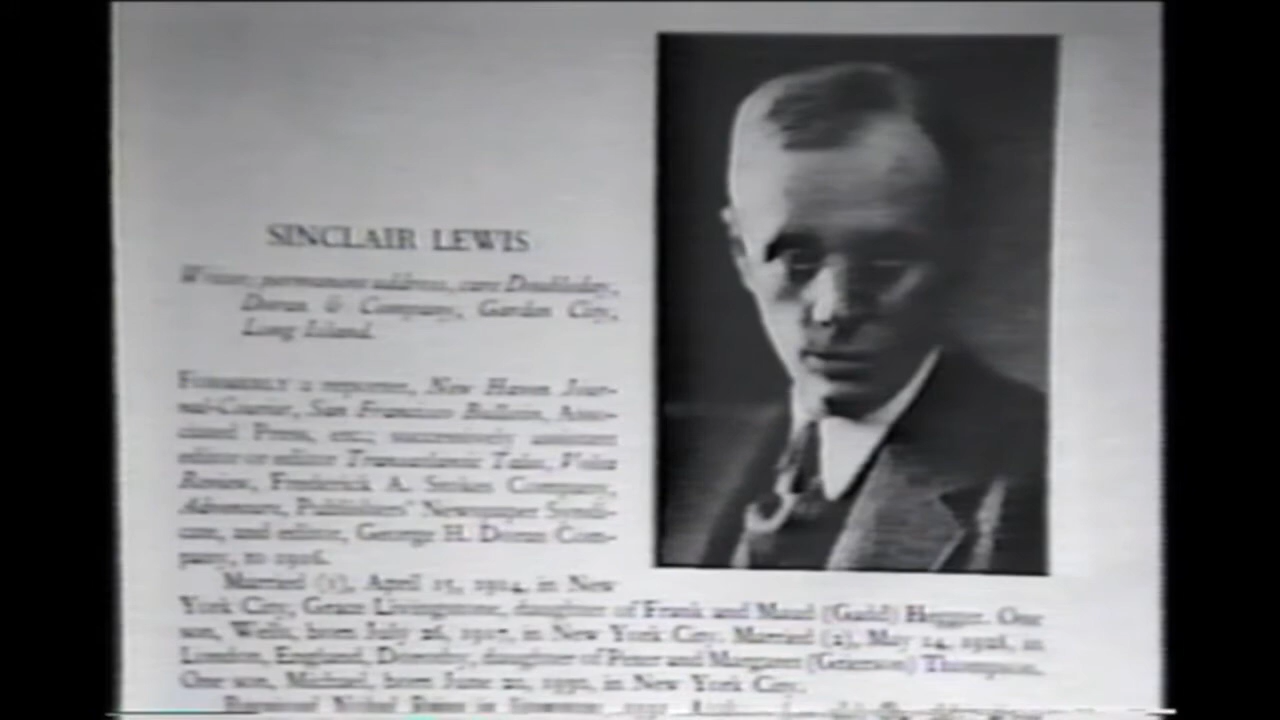 SINCLAIR LEWIS
Writer; permanent address, care Doubleday,
Doran & Company, Garden City,
Long Island.
FORMERLY a reporter, New Haven Jour-
nal-Courier, San Francisco Bulletin, Asso-
ciated Press, etc.; successively assistant
editor or editor Transatlantic Tales, Volta
Review, Frederick A. Stokes Company,
Adventure, Publishers' Newspaper Syndi-
cate, and editor, George H. Doran Com-
pany, to 1916.
Married (1), April 15, 1914, in New
York City, Grace Livingstone, daughter of Frank and Maud (Guild) Hegger. One
son, Wells, born July 26, 1917, in New York City. Married (2), May 14, 1928, in
London, England, Dorothy, daughter of Peter and Margaret (Grierson) Thompson.
One son, Michael, born June 20, 1930, in New York City.
Received Nobel Prize in